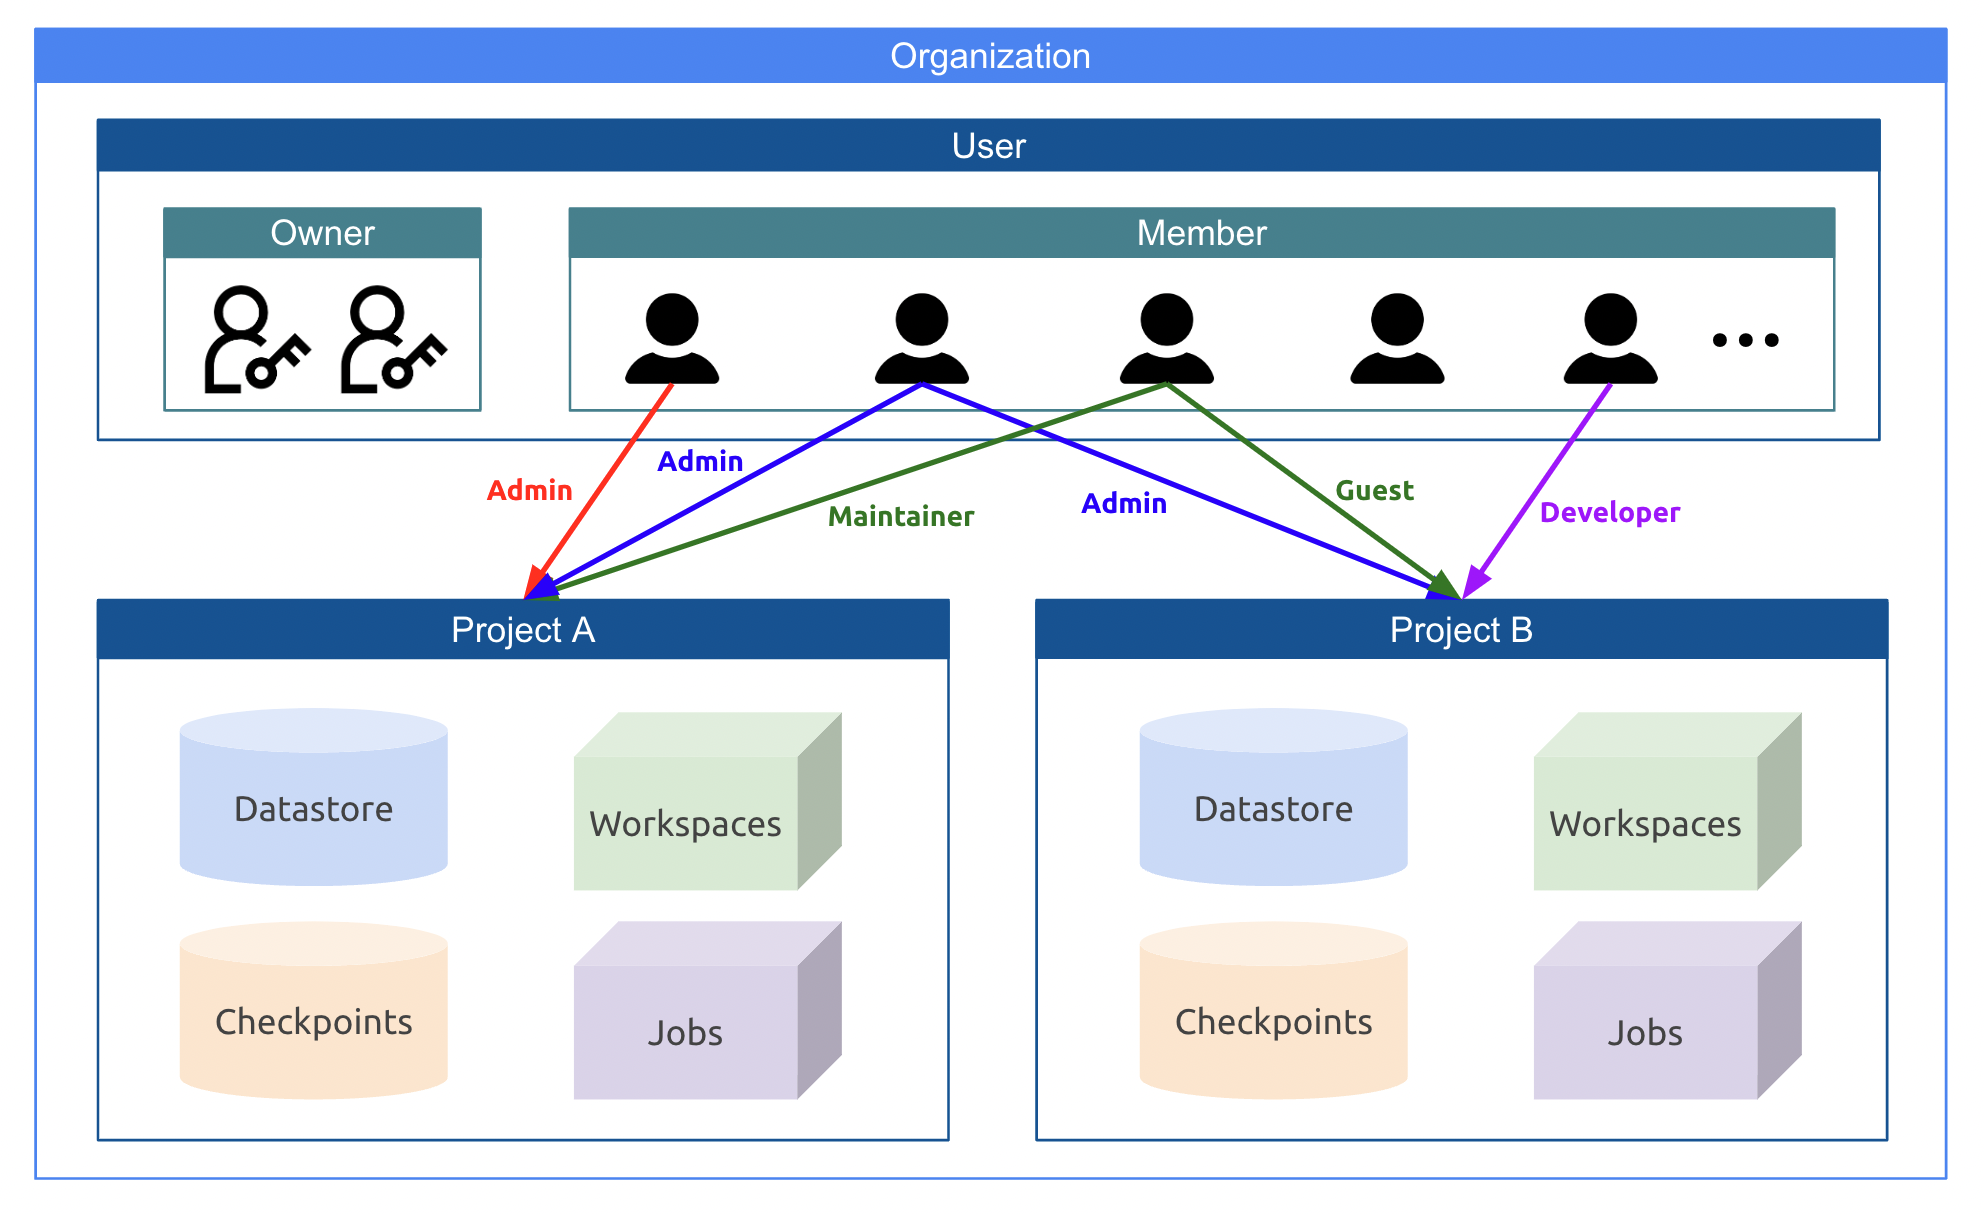 Organization
User
Owner
Member
Admin
Admin
Maintainer
Admin
Guest
Developer
Project A
Project B
Datastore
Workspaces
Checkpoints
Jobs
Datastore
Workspaces
Checkpoints
Jobs